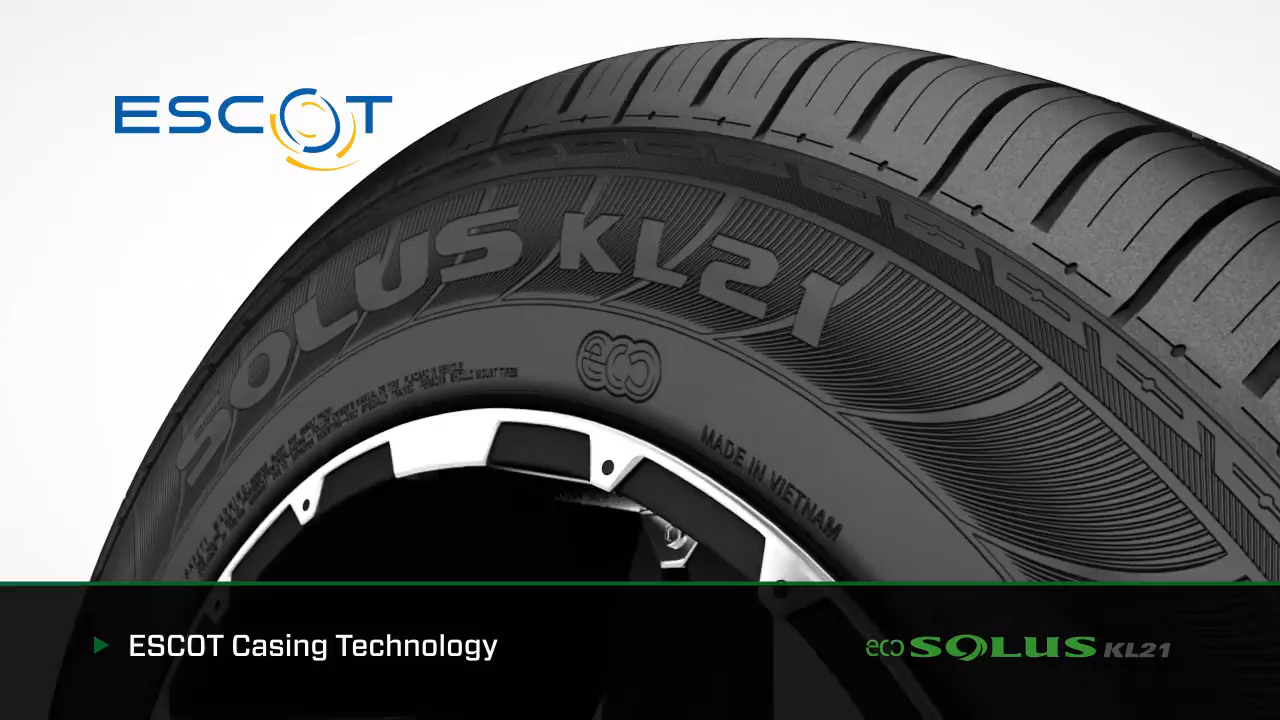 ESCOT
SOLUS KL21
eco
MADE IN VIETNAM
ESCOT Casing Technology
eco SOLUS KL21